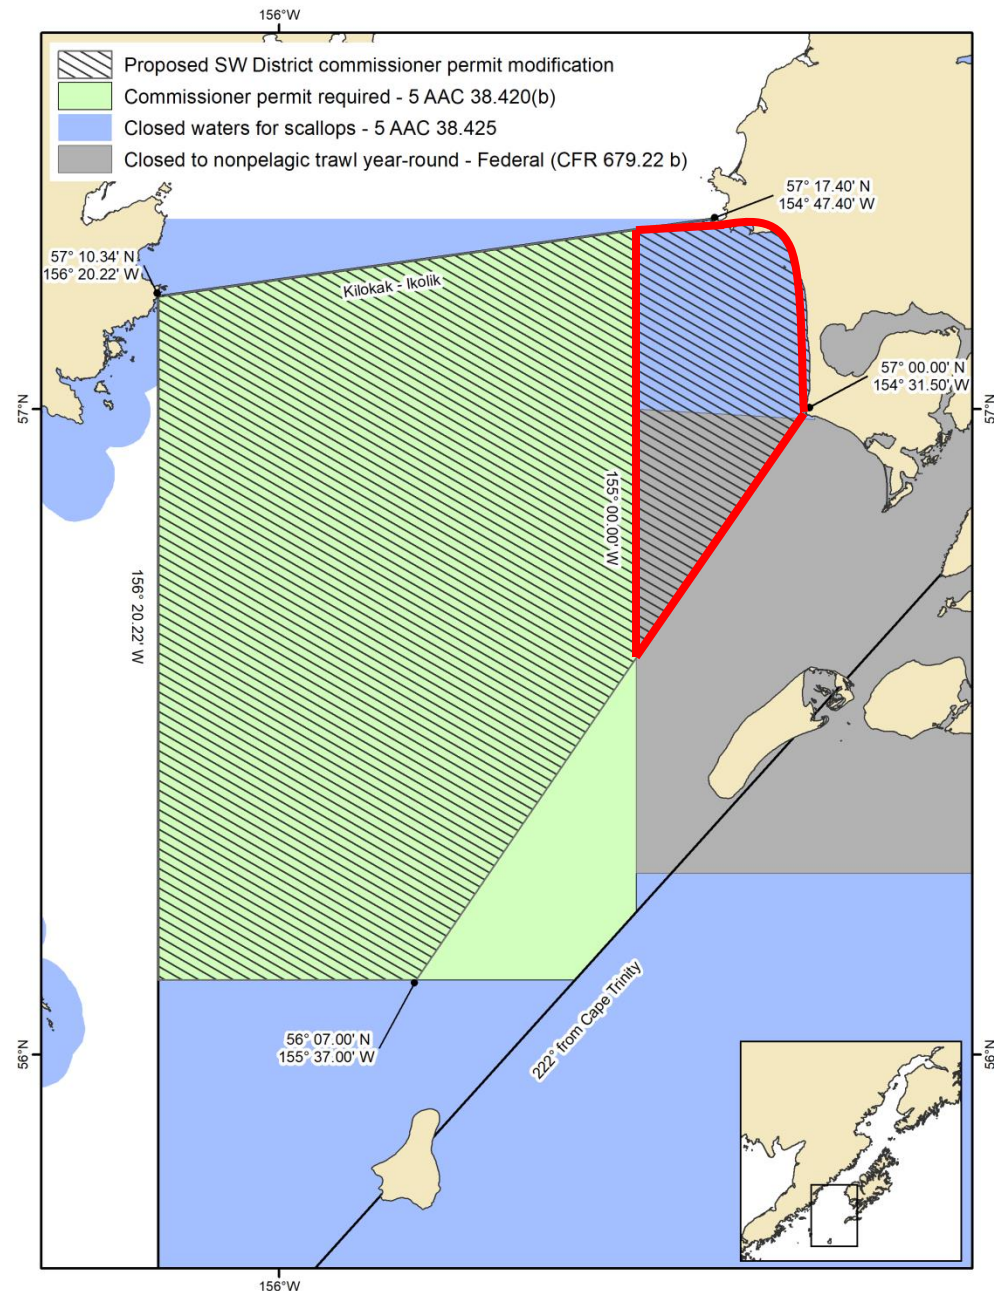 156°W
Proposed SW District commissioner permit modification
Commissioner permit required - 5 AAC 38.420(b)
Closed waters for scallops - 5 AAC 38.425
Closed to nonpelagic trawl year-round - Federal (CFR 679.22 b)
57° 17.40' N
154° 47.40' W
57° 10.34' N
156° 20.22' W
Kilokak - Ikolik
57° 00.00' N
154° 31.50' W
57°N
57°N
155° 00.00' W
156° 20.22' W
222° from Cape Trinity
56° 07.00' N
155° 37.00' W
56°N
56°N
156°W